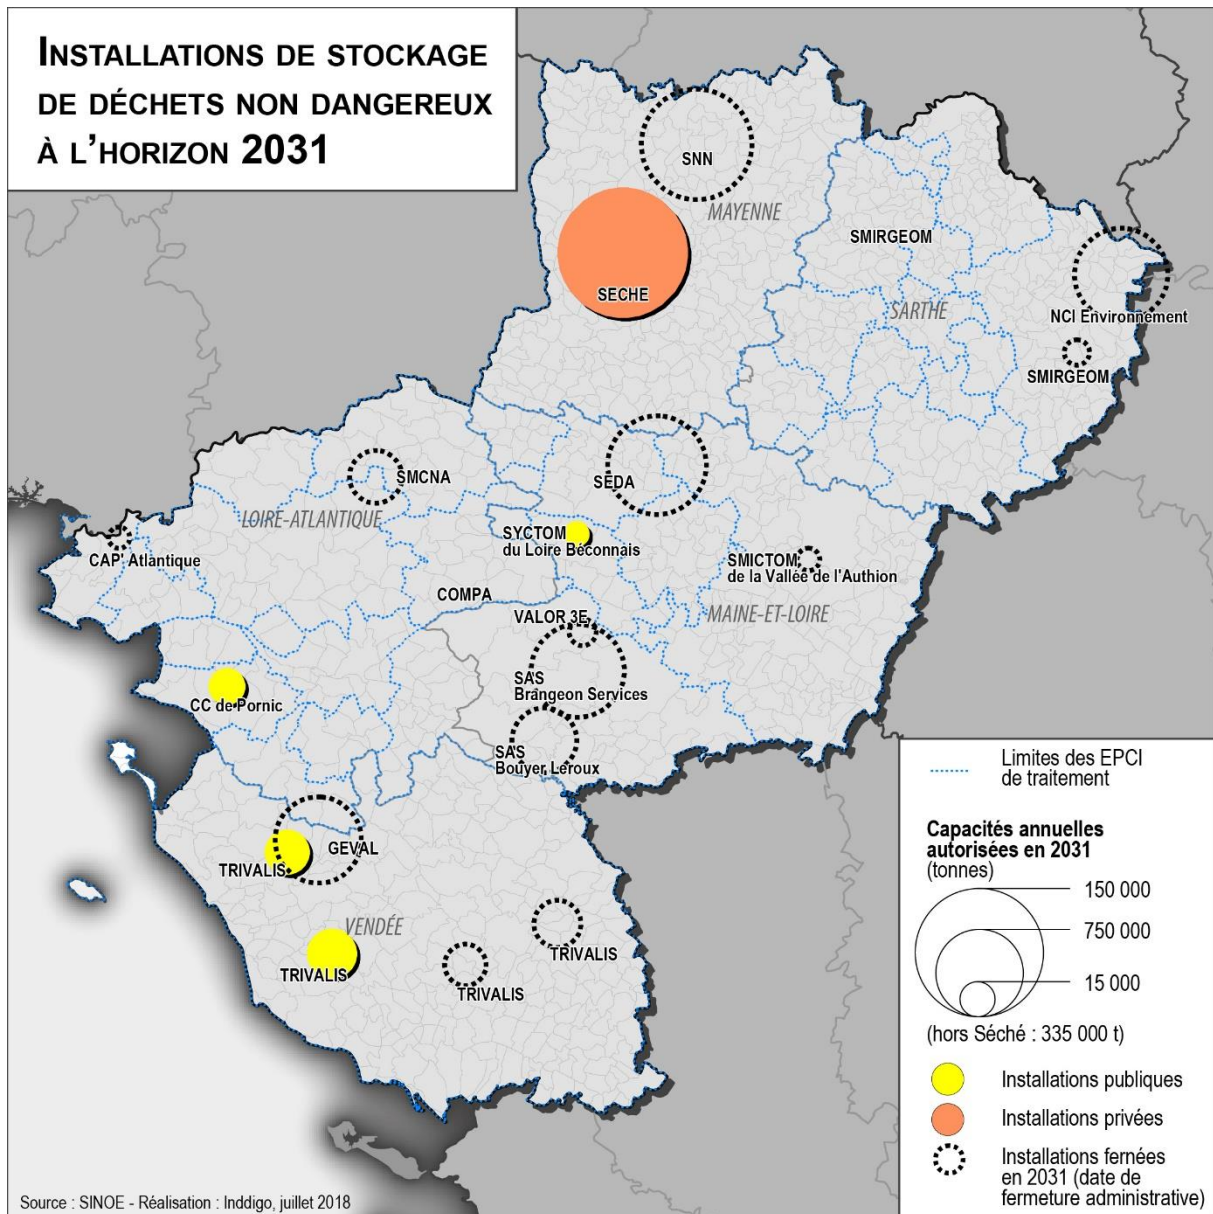 INSTALLATIONS DE STOCKAGE
DE DÉCHETS NON DANGEREUX
À L'HORIZON 2031
SNN
MAYENNE
SECHE
SMIRGEOM
SARTHE
NCI Environnement
SMIRGEOM
SMCNA
LOIRE-ATLANTIQUE
SEDA
CAP' Atlantique
SYCTOM
du Loire Béconnais
SMICTOM
de la Vallée de l'Authion
COMPA
MAINE-ET-LOIRE
VALOR 3E
SAS
Brangeon Services
CC de Pornic
SAS
Bouyer Leroux
GEVAL
TRIVALIS
VENDÉE
TRIVALIS
TRIVALIS
TRIVALIS
Limites des EPCI
de traitement
Capacités annuelles
autorisées en 2031
(tonnes)
150 000
750 000
15 000
(hors Séché : 335 000 t)
Installations publiques
Installations privées
Installations fernées
en 2031 (date de
fermeture administrative)
Source : SINOE - Réalisation : Inddigo, juillet 2018